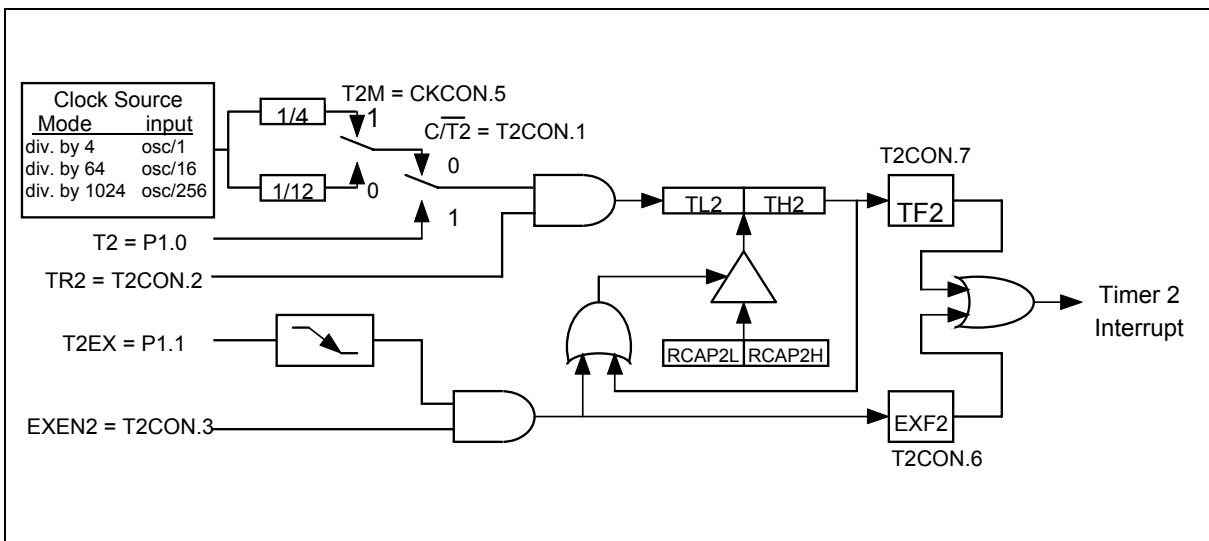 Clock Source
Mode input
div. by 4 osc/1
div. by 64 osc/16
div. by 1024 osc/256
1/4
1/12
T2M = CKCON.5
1
0
C/T2 = T2CON.1
0
1
T2 = P1.0
TR2 = T2CON.2
T2EX = P1.1
EXEN2 = T2CON.3
TL2 TH2
RCAP2L RCAP2H
T2CON.7
TF2
EXF2
T2CON.6
Timer 2
Interrupt